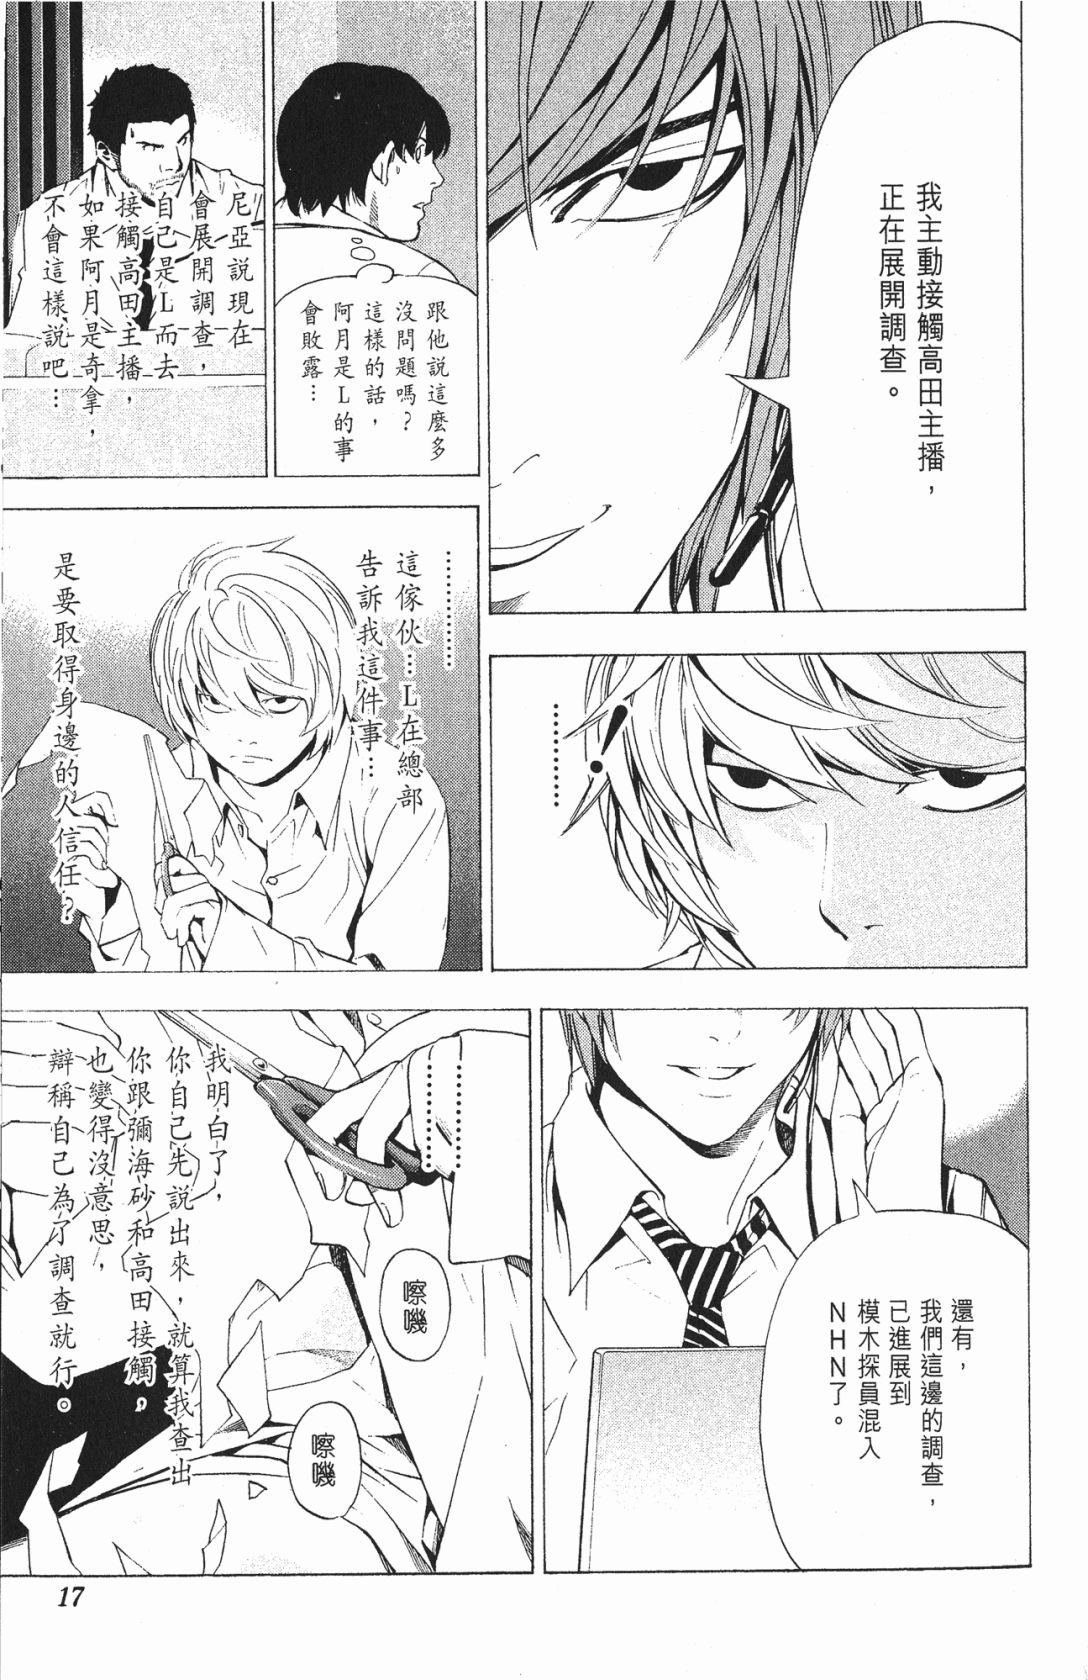 我主動接觸高田主播，
正在展開調查。
跟他說這麼多
沒問題嗎？
這樣的話，
阿月是L的事
會敗露…
尼亞說現在
會展開調查，
自己是L而去
接觸高田主播，
如果阿月是奇拿，
不會這樣說吧…
！
…………
…………
這傢伙…L在總部
告訴我這件事…
是要取得身邊的人信任？
還有，
我們這邊的調查，
已進展到
模木探員混入
NHN了。
…………
嚓嘰
嚓嘰
我明白了，
你自己先說出來，就算我查出
你跟彌海砂和高田接觸，
也變得沒意思，
辯稱自己為了調查就行。
17